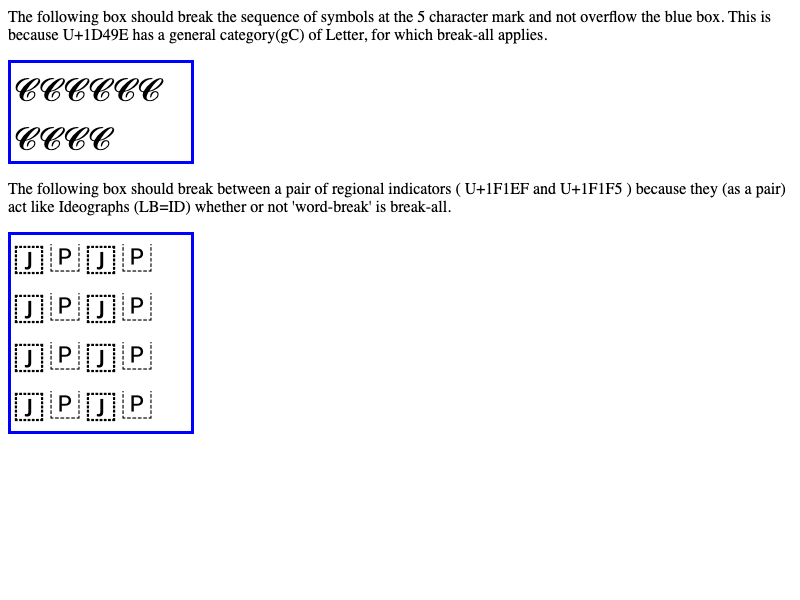 The following box should break the sequence of symbols at the 5 character mark and not overflow the blue box. This is
because U+1D49E has a general category(gC) of Letter, for which break-all applies.
𝒞𝒞𝒞𝒞𝒞𝒞
𝒞𝒞𝒞𝒞
The following box should break between a pair of regional indicators ( U+1F1EF and U+1F1F5 ) because they (as a pair)
act like Ideographs (LB=ID) whether or not 'word-break' is break-all.
🇯🇵🇯🇵
🇯🇵🇯🇵
🇯🇵🇯🇵
🇯🇵🇯🇵